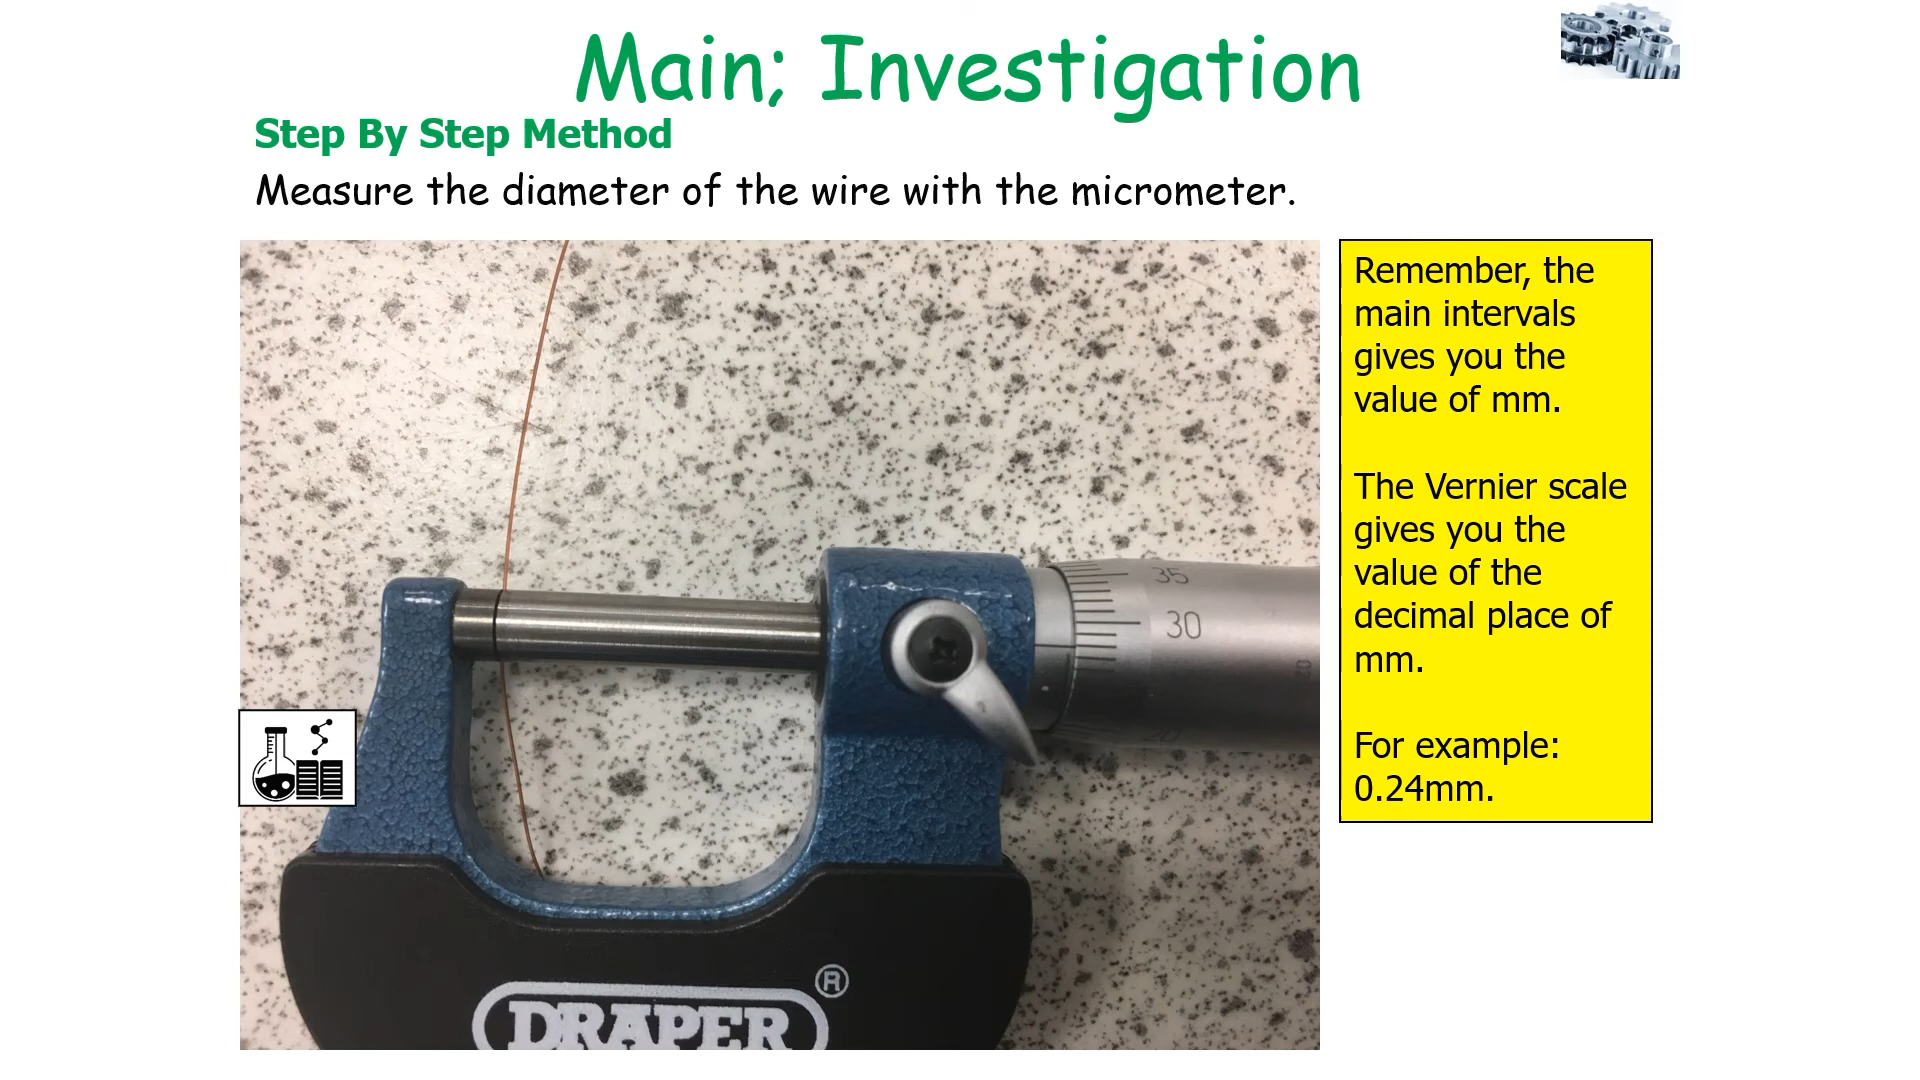 Main; Investigation
Step By Step Method
Measure the diameter of the wire with the micrometer.
Remember, the
main intervals
gives you the
value of mm.
The Vernier scale
gives you the
value of the
decimal place of
mm.
For example:
0.24mm.
35
30
20
20
DRAPER®